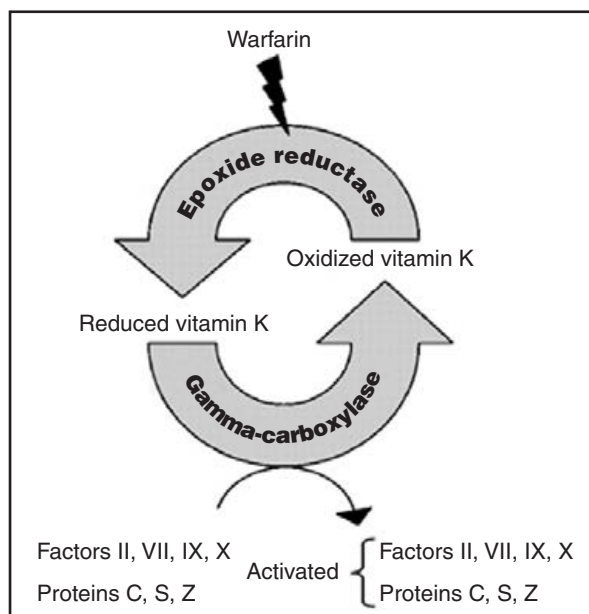 Warfarin
Epoxide reductase
Oxidized vitamin K
Reduced vitamin K
Gamma-carboxylase
Factors II, VII, IX, X
Proteins C, S, Z
Activated
Factors II, VII, IX, X
Proteins C, S, Z